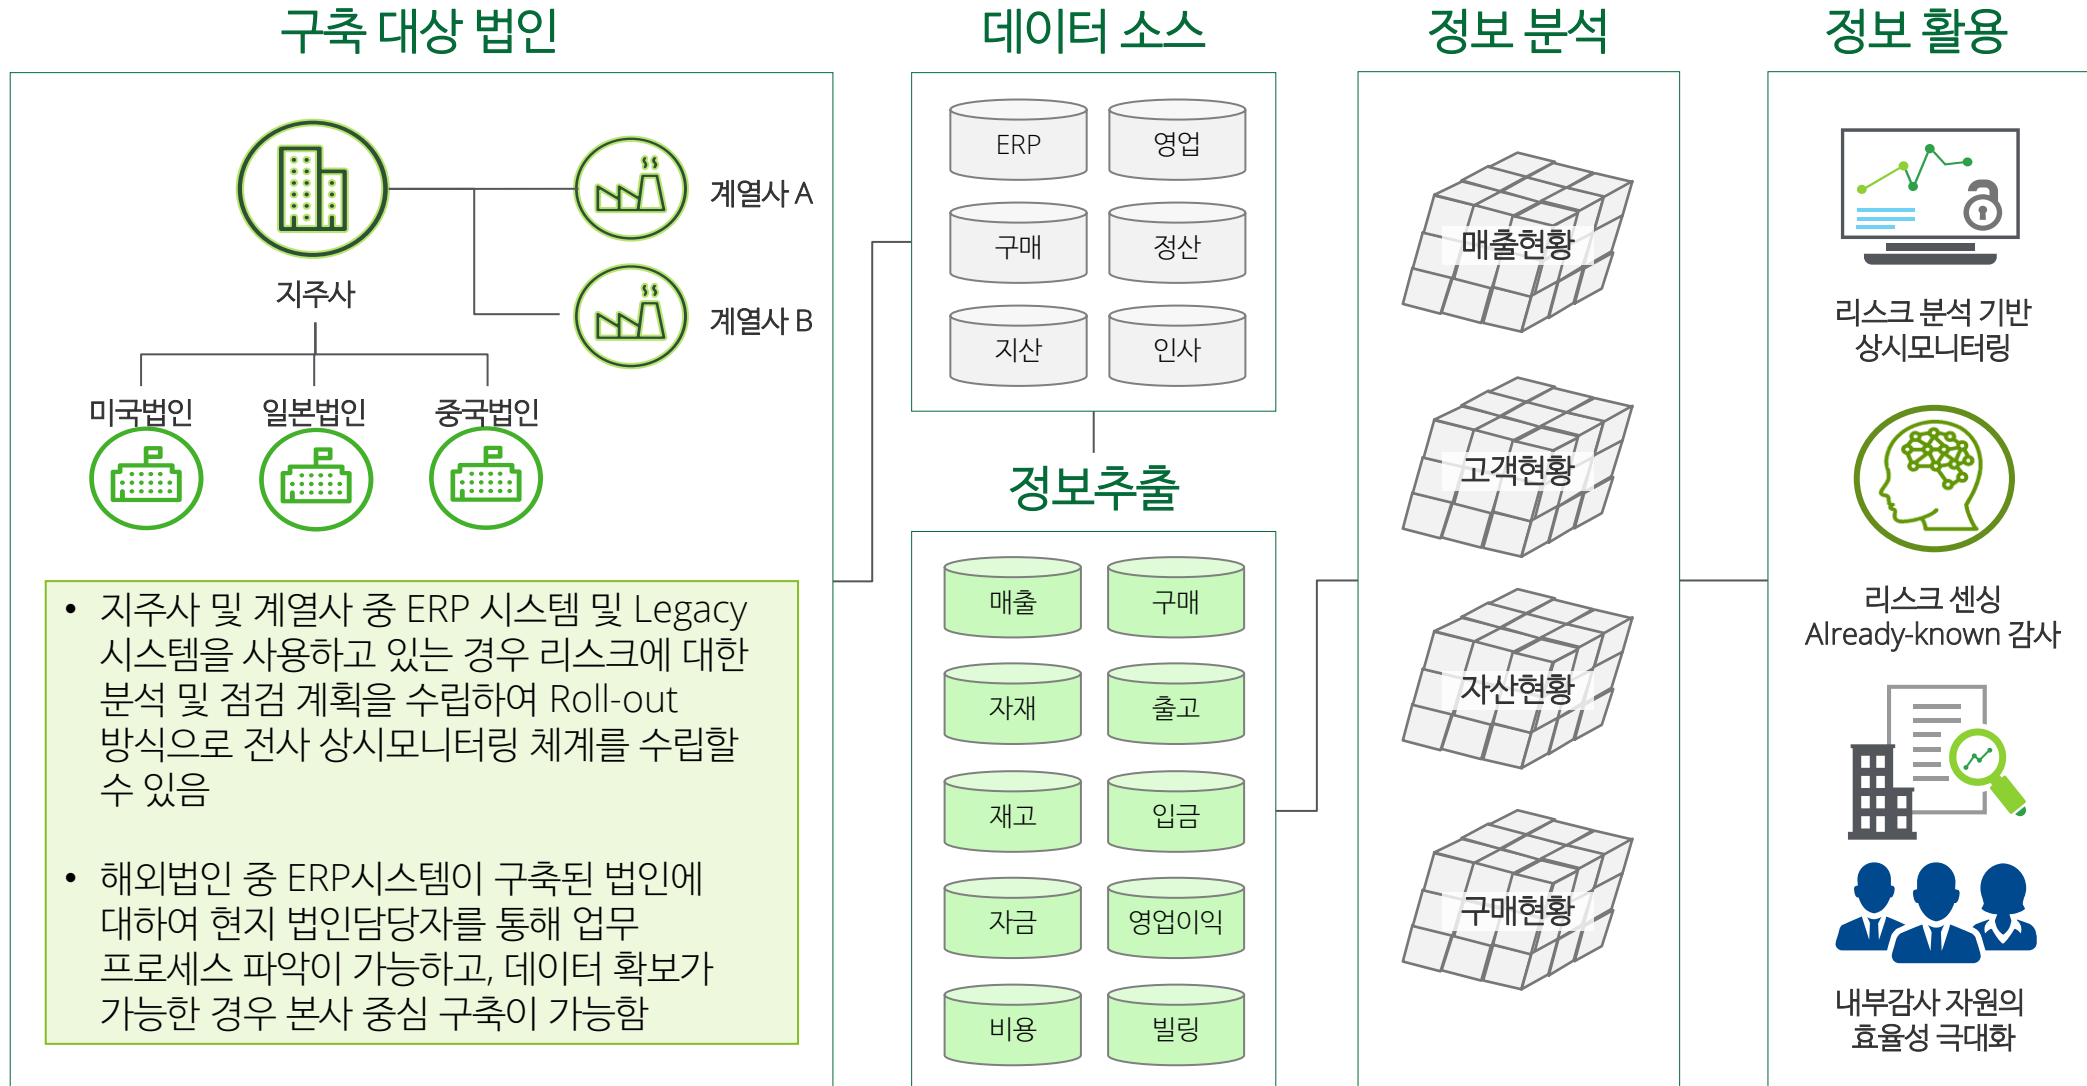 구축 대상 법인
지주사
계열사 A
계열사 B
미국법인
일본법인
중국법인
• 지주사 및 계열사 중 ERP 시스템 및 Legacy
시스템을 사용하고 있는 경우 리스크에 대한
분석 및 점검 계획을 수립하여 Roll-out
방식으로 전사 상시모니터링 체계를 수립할
수 있음
• 해외법인 중 ERP시스템이 구축된 법인에
대하여 현지 법인담당자를 통해 업무
프로세스 파악이 가능하고, 데이터 확보가
가능한 경우 본사 중심 구축이 가능함
데이터 소스
ERP
영업
구매
정산
지산
인사
정보추출
매출
구매
자재
출고
재고
입금
자금
영업이익
비용
빌링
정보 분석
매출현황
고객현황
자산현황
구매현황
정보 활용
리스크 분석 기반
상시모니터링
리스크 센싱
Already-known 감사
내부감사 자원의
효율성 극대화